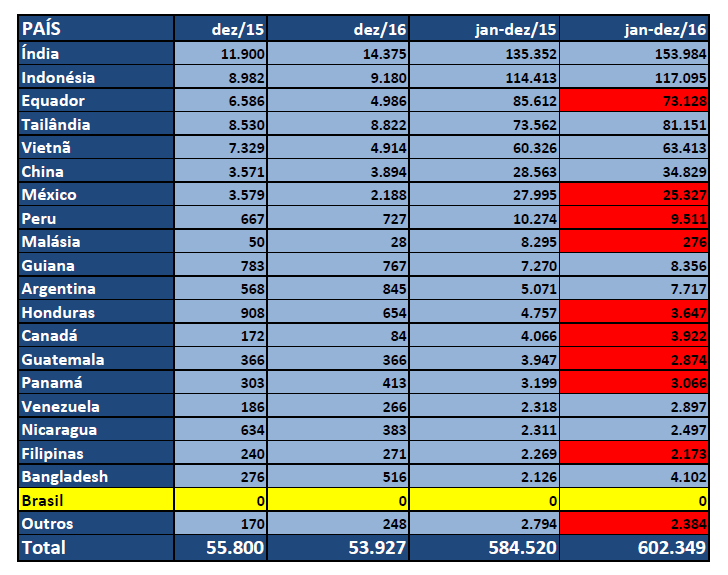 PAÍS dez/15 dez/16 jan-dez/15 jan-dez/16
Índia 11.900 14.375 135.352 153.984
Indonésia 8.982 9.180 114.413 117.095
Equador 6.586 4.986 85.612 73.128
Tailândia 8.530 8.822 73.562 81.151
Vietnã 7.329 4.914 60.326 63.413
China 3.571 3.894 28.563 34.829
México 3.579 2.188 27.995 25.327
Peru 667 727 10.274 9.511
Malásia 50 28 8.295 276
Guiana 783 767 7.270 8.356
Argentina 568 845 5.071 7.717
Honduras 908 654 4.757 3.647
Canadá 172 84 4.066 3.922
Guatemala 366 366 3.947 2.874
Panamá 303 413 3.199 3.066
Venezuela 186 266 2.318 2.897
Nicaragua 634 383 2.311 2.497
Filipinas 240 271 2.269 2.173
Bangladesh 276 516 2.126 4.102
Brasil 0 0 0 0
Outros 170 248 2.794 2.384
Total 55.800 53.927 584.520 602.349